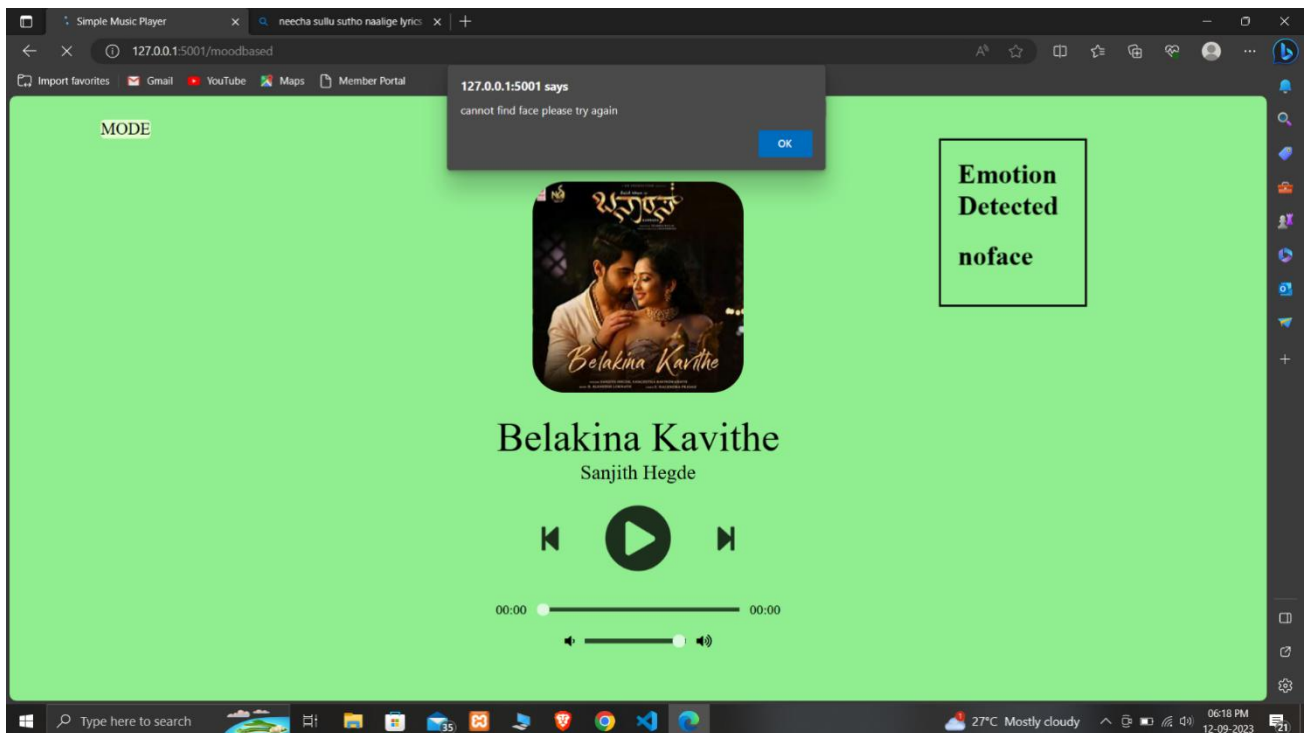 Simple Music Player
neecha sullu sutho naalige lyrics
127.0.0.1:5001/moodbased
Import favorites
Gmail
YouTube
Maps
Member Portal
127.0.0.1:5001 says
cannot find face please try again
OK
MODE
ಬನಾರಸ್
Belakina Kavithe
Emotion
Detected
noface
Belakina Kavithe
Sanjith Hegde
00:00
00:00
Type here to search
35
27°C Mostly cloudy
06:18 PM
12-09-2023
21